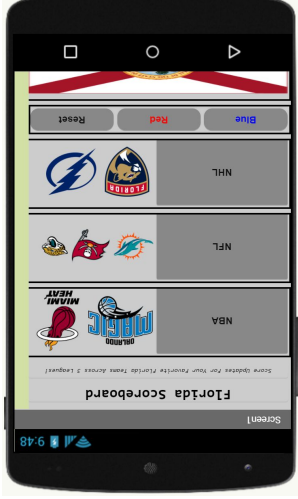 9:48
Screen1
Florida Scoreboard
Score Updates For Your Favorite Florida Teams Across 3 Leagues!
NBA
ORLANDO MAGIC
MIAMI HEAT
NFL
NHL
FLORIDA
Blue Red Reset